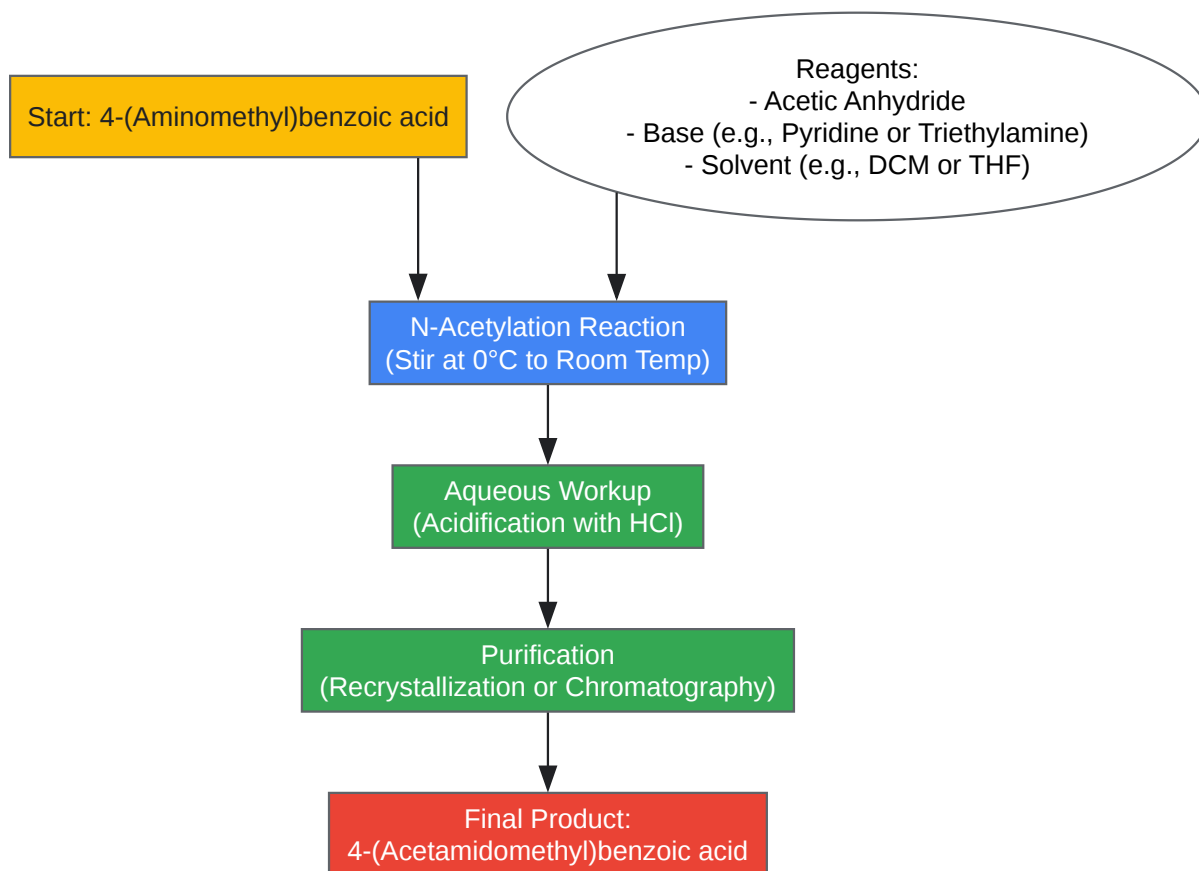 Start: 4-(Aminomethyl)benzoic acid
Reagents:
- Acetic Anhydride
- Base (e.g., Pyridine or Triethylamine)
- Solvent (e.g., DCM or THF)
N-Acetylation Reaction
(Stir at 0°C to Room Temp)
Aqueous Workup
(Acidification with HCl)
Purification
(Recrystallization or Chromatography)
Final Product:
4-(Acetamidomethyl)benzoic acid